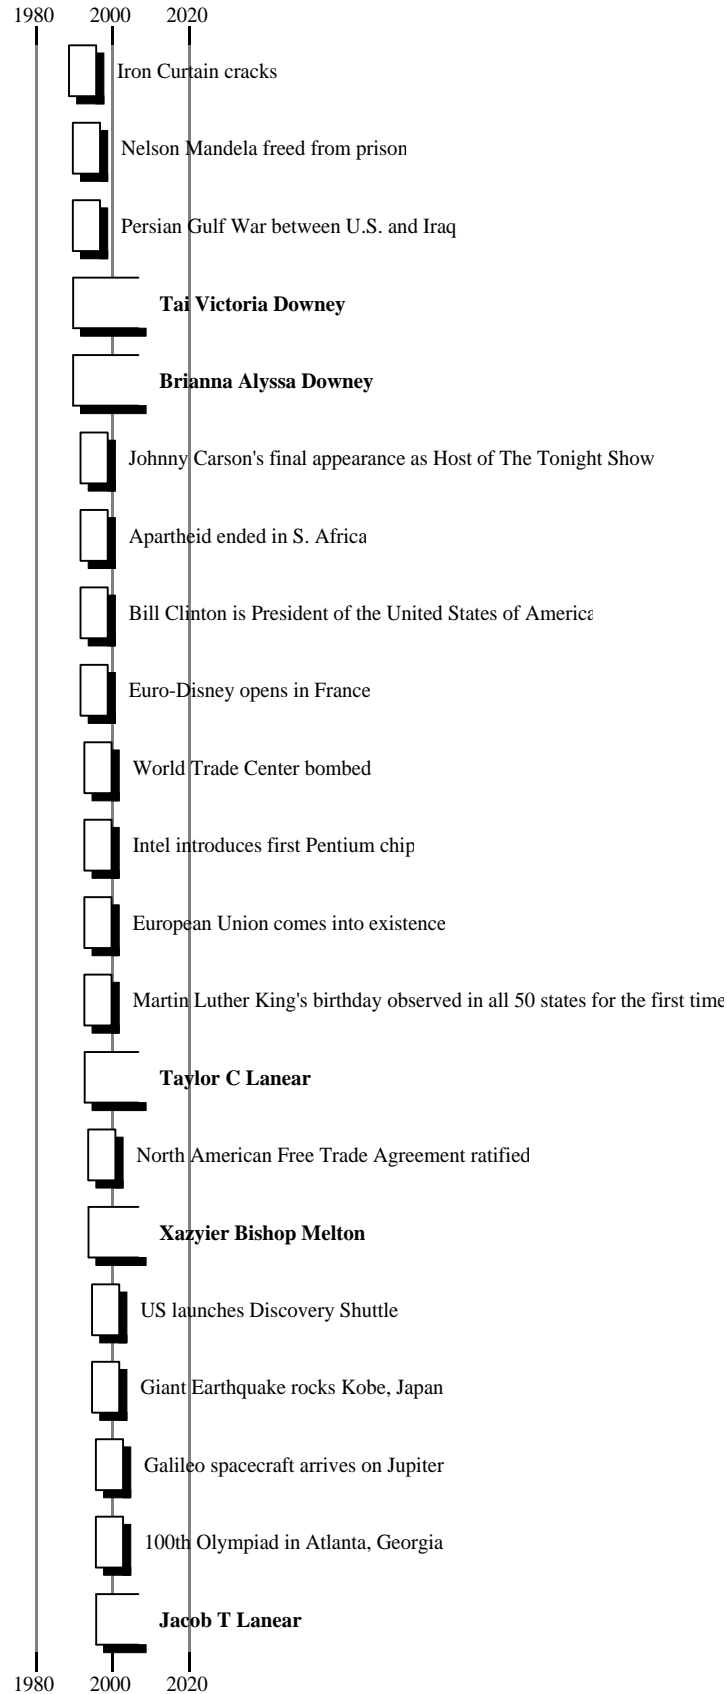 1980 2000 2020
Iron Curtain cracks
Nelson Mandela freed from prison
Persian Gulf War between U.S. and Iraq
Tai Victoria Downey
Brianna Alyssa Downey
Johnny Carson's final appearance as Host of The Tonight Show
Apartheid ended in S. Africa
Bill Clinton is President of the United States of America
Euro-Disney opens in France
World Trade Center bombed
Intel introduces first Pentium chip
European Union comes into existence
Martin Luther King's birthday observed in all 50 states for the first time
Taylor C Lanear
North American Free Trade Agreement ratified
Xazyier Bishop Melton
US launches Discovery Shuttle
Giant Earthquake rocks Kobe, Japan
Galileo spacecraft arrives on Jupiter
100th Olympiad in Atlanta, Georgia
Jacob T Lanear
1980 2000 2020